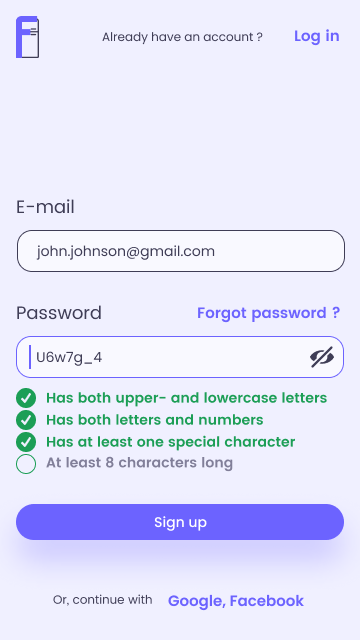 Already have an account ?
Log in
E-mail
john.johnson@gmail.com
Password
Forgot password ?
U6w7g_4
Has both upper- and lowercase letters
Has both letters and numbers
Has at least one special character
At least 8 characters long
Sign up
Or, continue with
Google, Facebook